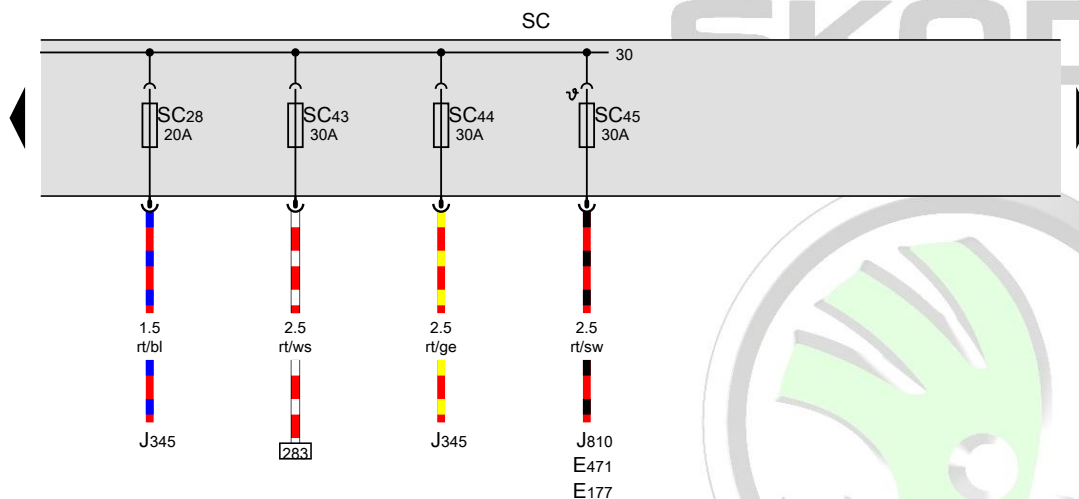 SC
SKOD
30
SC28
20A
SC43
30A
SC44
30A
SC45
30A
1.5
rt/bl
2.5
rt/ws
2.5
rt/ge
2.5
rt/sw
J345
283
J345
J810
E471
E177